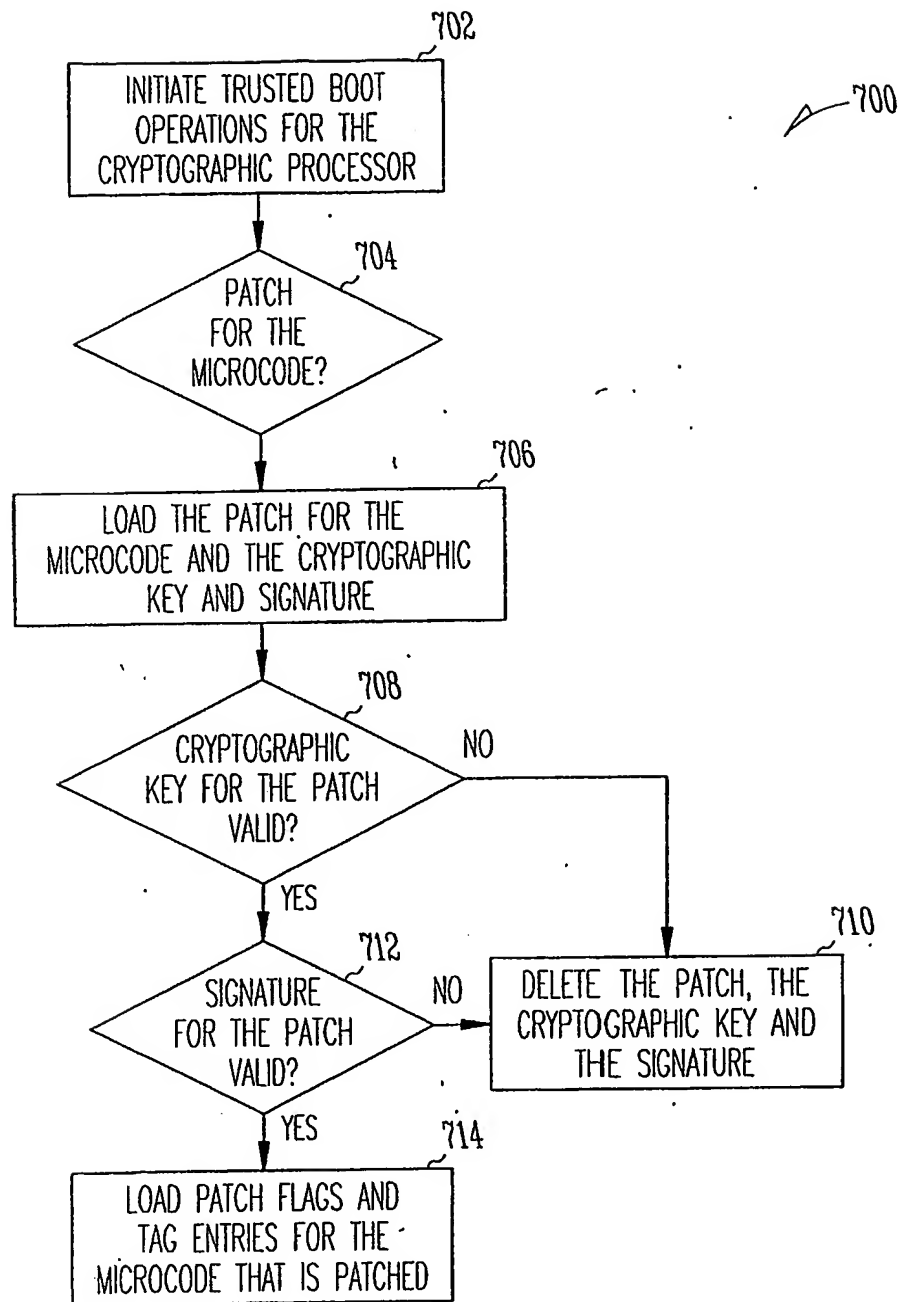 702
INITIATE TRUSTED BOOT
OPERATIONS FOR THE
CRYPTOGRAPHIC PROCESSOR
700
704
PATCH
FOR THE
MICROCODE?
706
LOAD THE PATCH FOR THE
MICROCODE AND THE CRYPTOGRAPHIC
KEY AND SIGNATURE
708
CRYPTOGRAPHIC
KEY FOR THE PATCH
VALID?
NO
YES
712
SIGNATURE
FOR THE PATCH
VALID?
NO
710
DELETE THE PATCH, THE
CRYPTOGRAPHIC KEY AND
THE SIGNATURE
YES
714
LOAD PATCH FLAGS AND
TAG ENTRIES FOR THE
MICROCODE THAT IS PATCHED